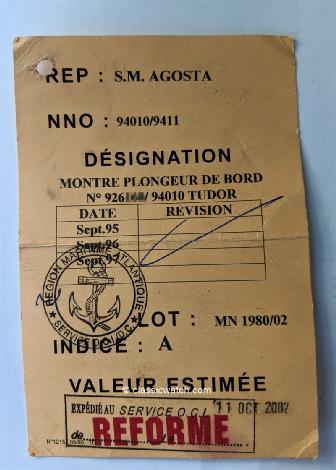 REP : S.M. AGOSTA
NNO : 94010/9411
DÉSIGNATION
MONTRE PLONGEUR DE BORD
N° 926 / 94010 TUDOR
DATE REVISION
Sept.95
Sept.96
Sept.97
REGION MARITIME ATLANTIQUE
SERVICE
LOT : MN 1980/02
INDICE : A
© classicwatch.com
VALEUR ESTIMÉE
EXPÉDIÉ AU SERVICE O.C.I. 11 OCT 2002
REFORME